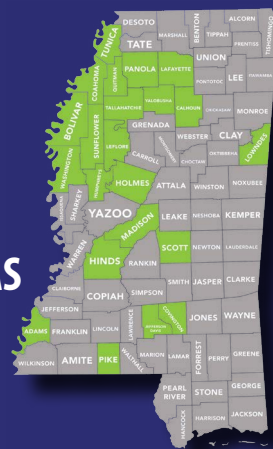 DESOTO
MARSHALL
BENTON
TIPPAH
ALCORN
TISHOMINGO
TUNICA
TATE
PRENTISS
UNION
PANOLA
LAFAYETTE
COAHOMA
QUITMAN
PONTOTOC
LEE
ITAWAMBA
BOLIVAR
TALLAHATCHIE
YALOBUSHA
CALHOUN
CHICKASAW
MONROE
SUNFLOWER
GRENADA
WASHINGTON
LEFLORE
CARROLL
MONTGOMERY
WEBSTER
CLAY
LOWNDES
CHOCTAW
OKTIBBEHA
HUMPHREYS
HOLMES
ATTALA
WINSTON
NOXUBEE
SHARKEY
YAZOO
MADISON
LEAKE
NESHOBA
KEMPER
WARREN
HINDS
RANKIN
SCOTT
NEWTON
LAUDERDALE
AS
CLAIBORNE
COPIAH
SIMPSON
SMITH
JASPER
CLARKE
JEFFERSON
ADAMS
FRANKLIN
LINCOLN
LAWRENCE
JEFFERSON DAVIS
COVINGTON
JONES
WAYNE
WILKINSON
AMITE
PIKE
WALTHALL
MARION
LAMAR
FORREST
PERRY
GREENE
PEARL
RIVER
STONE
GEORGE
HANCOCK
HARRISON
JACKSON